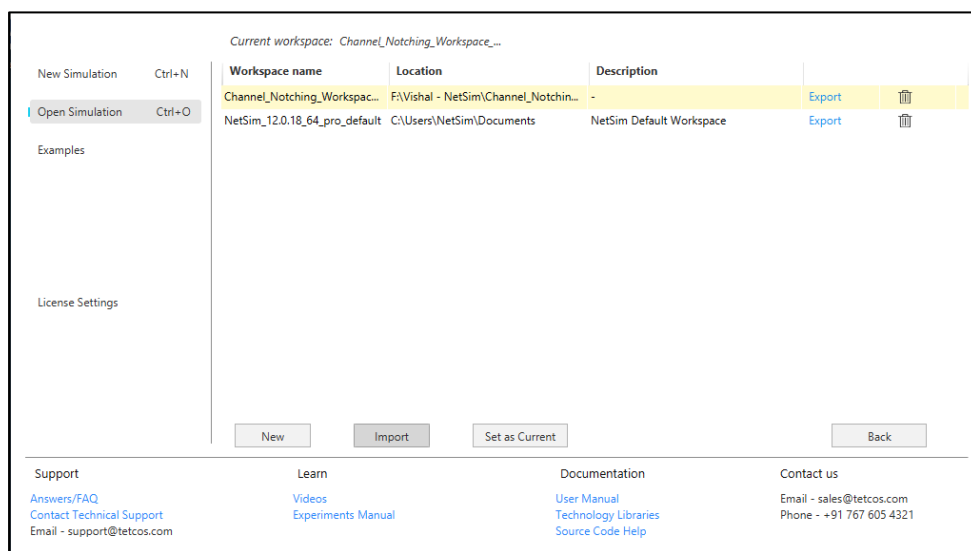 Current workspace: Channel_Notching_Workspace_...
New Simulation Ctrl+N
Open Simulation Ctrl+O
Examples
License Settings
Workspace name Location Description
Channel_Notching_Workspac... F:\Vishal - NetSim\Channel_Notchin... - Export
NetSim_12.0.18_64_pro_default C:\Users\NetSim\Documents NetSim Default Workspace Export
New Import Set as Current Back
Support Learn Documentation Contact us
Answers/FAQ Videos User Manual Email - sales@tetcos.com
Contact Technical Support Experiments Manual Technology Libraries Phone - +91 767 605 4321
Email - support@tetcos.com Source Code Help